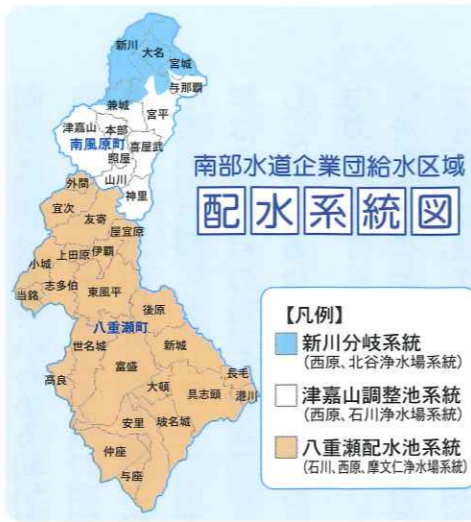 南部水道企業団給水区域
配水系統図
新川
大名
宮城
与那覇
兼城
宮平
津嘉山
本部
喜屋武
南風原町
照屋
山川
神里
外間
宜次
友寄
屋宜原
上田原
伊覇
小城
志多伯
当銘
東風平
後原
八重瀬町
世名城
新城
富盛
長毛
高良
大頓
具志頭
港川
安里
玻名城
仲座
与座
【凡例】
新川分岐系統
(西原、北谷浄水場系統)
津嘉山調整池系統
(西原、石川浄水場系統)
八重瀬配水池系統
(石川、西原、摩文仁浄水場系統)